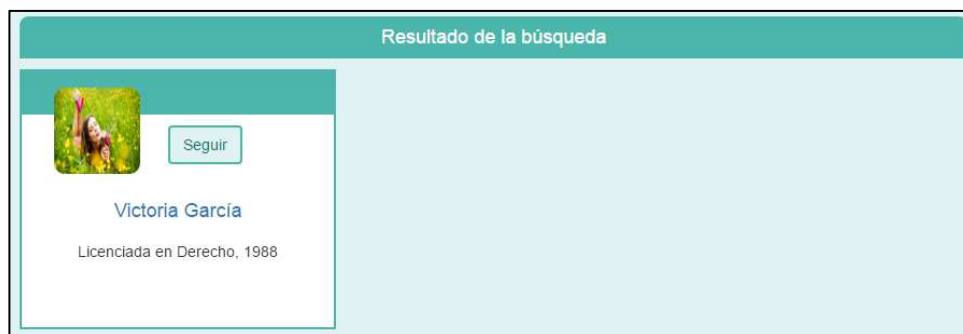 Resultado de la búsqueda
Seguir
Victoria García
Licenciada en Derecho, 1988